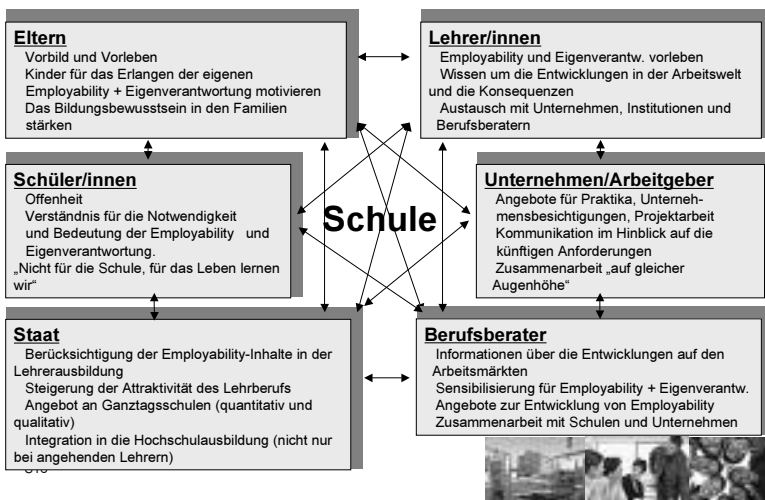 Eltern
Vorbild und Vorleben
Kinder für das Erlangen der eigenen
Employability + Eigenverantwortung motivieren
Das Bildungsbewusstsein in den Familien
stärken
Lehrer/innen
Employability und Eigenverantw. vorleben
Wissen um die Entwicklungen in der Arbeitswelt
und die Konsequenzen
Austausch mit Unternehmen, Institutionen und
Berufsberatern
Schüler/innen
Offenheit
Verständnis für die Notwendigkeit
und Bedeutung der Employability und
Eigenverantwortung.
„Nicht für die Schule, für das Leben lernen
wir“
Schule
Unternehmen/Arbeitgeber
Angebote für Praktika, Unterneh-
mensbesichtigungen, Projektarbeit
Kommunikation im Hinblick auf die
künftigen Anforderungen
Zusammenarbeit „auf gleicher
Augenhöhe“
Staat
Berücksichtigung der Employability-Inhalte in der
Lehrerausbildung
Steigerung der Attraktivität des Lehrberufs
Angebot an Ganztagsschulen (quantitativ und
qualitativ)
Integration in die Hochschulausbildung (nicht nur
bei angehenden Lehrern)
Berufsberater
Informationen über die Entwicklungen auf den
Arbeitsmärkten
Sensibilisierung für Employability + Eigenverantw.
Angebote zur Entwicklung von Employability
Zusammenarbeit mit Schulen und Unternehmen